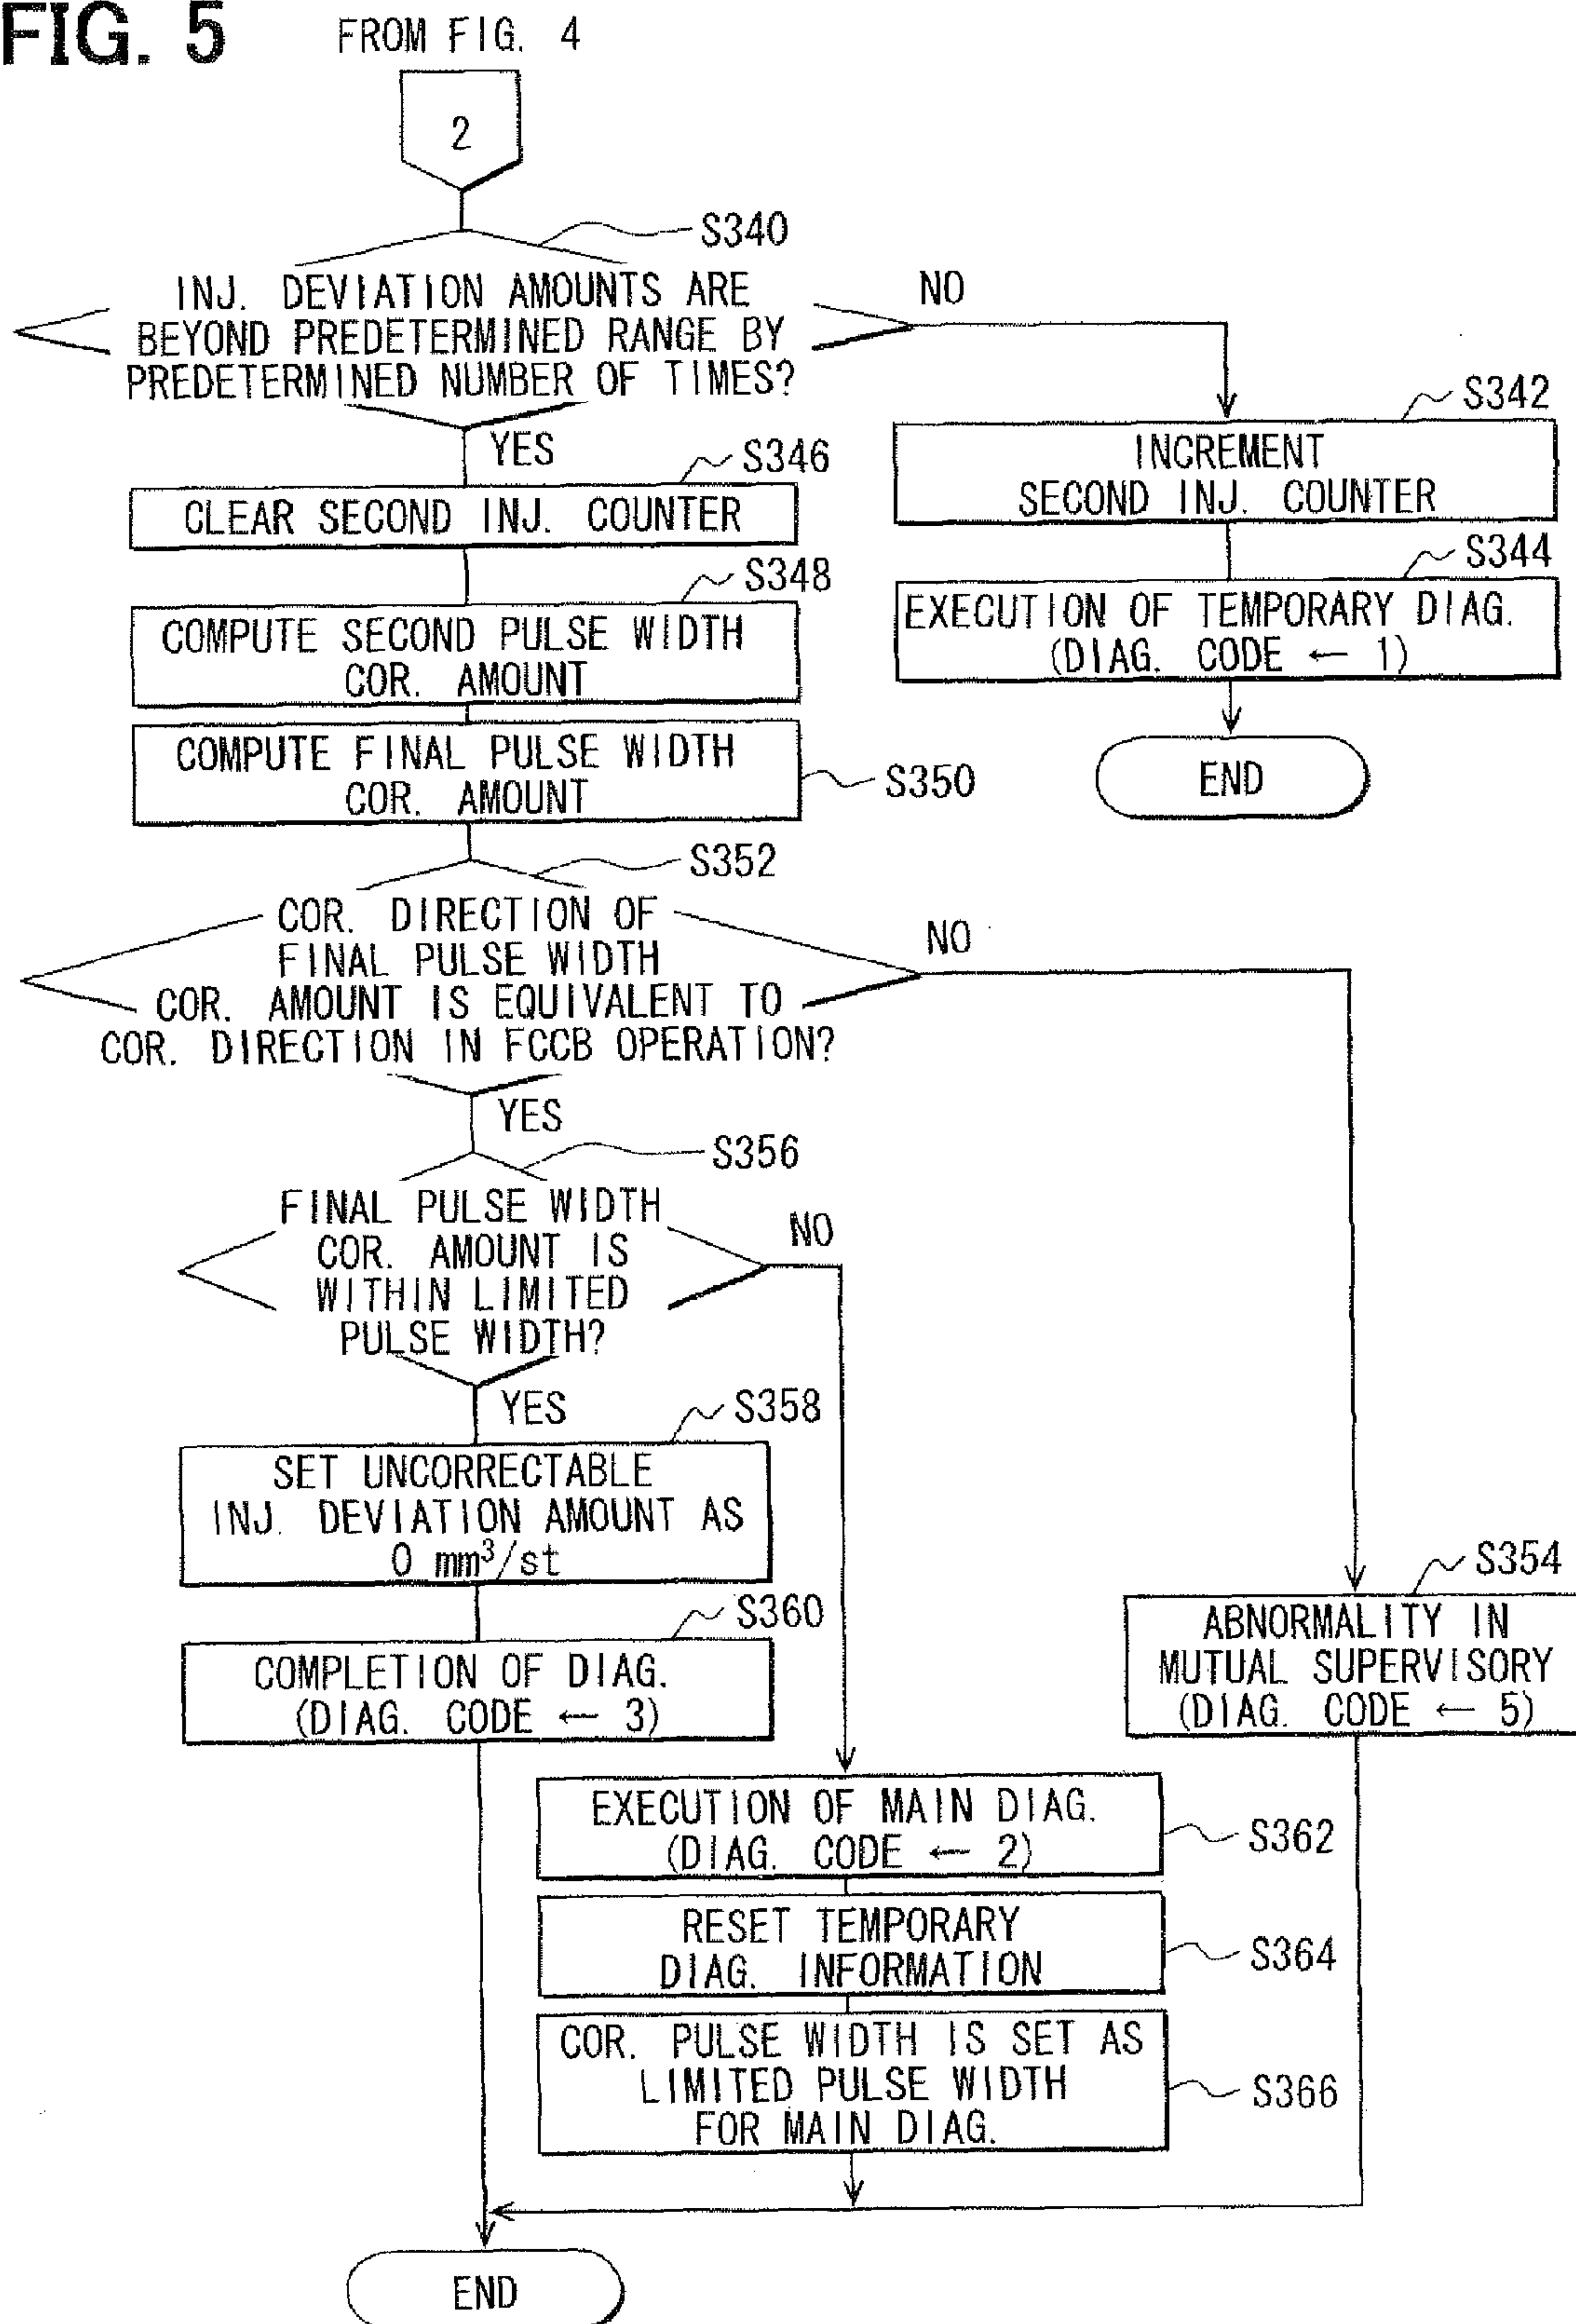 FIG. 5
FROM FIG. 4
2
S340
INJ. DEVIATION AMOUNTS ARE
BEYOND PREDETERMINED RANGE BY
PREDETERMINED NUMBER OF TIMES?
NO
YES
S342
INCREMENT
SECOND INJ. COUNTER
S344
EXECUTION OF TEMPORARY DIAG.
(DIAG. CODE ← 1)
END
S346
CLEAR SECOND INJ. COUNTER
S348
COMPUTE SECOND PULSE WIDTH
COR. AMOUNT
COMPUTE FINAL PULSE WIDTH
COR. AMOUNT
S350
S352
COR. DIRECTION OF
FINAL PULSE WIDTH
COR. AMOUNT IS EQUIVALENT TO
COR. DIRECTION IN FCCB OPERATION?
NO
YES
S356
FINAL PULSE WIDTH
COR. AMOUNT IS
WITHIN LIMITED
PULSE WIDTH?
NO
YES
S358
SET UNCORRECTABLE
INJ. DEVIATION AMOUNT AS
0 mm³/st
S360
COMPLETION OF DIAG.
(DIAG. CODE ← 3)
S354
ABNORMALITY IN
MUTUAL SUPERVISORY
(DIAG. CODE ← 5)
EXECUTION OF MAIN DIAG.
(DIAG. CODE ← 2)
S362
RESET TEMPORARY
DIAG. INFORMATION
S364
COR. PULSE WIDTH IS SET AS
LIMITED PULSE WIDTH
FOR MAIN DIAG.
S366
END